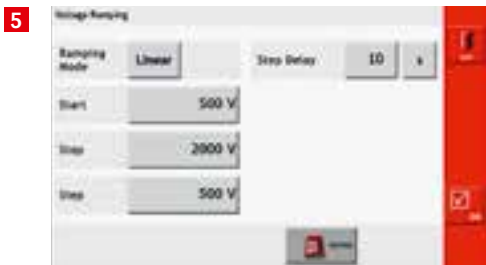 5
Voltage Ramping
Ramping Mode
Linear
Step Delay
10
s
Start
500 V
Stop
2000 V
Step
500 V